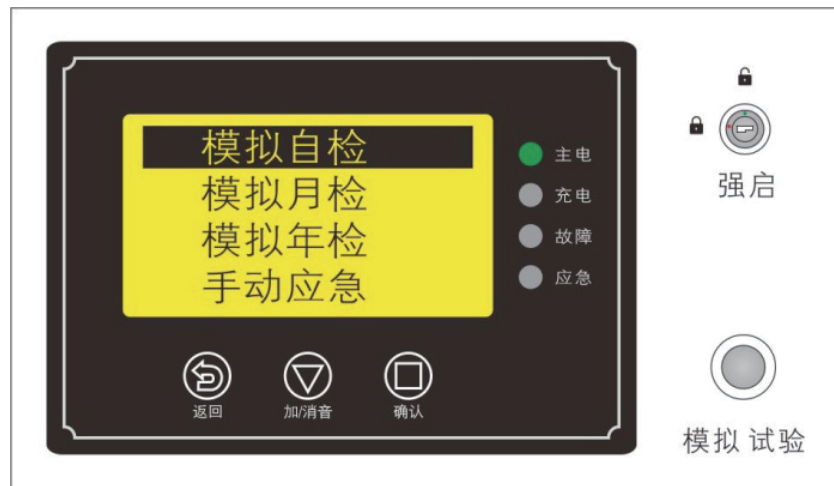 模拟自检
模拟月检
模拟年检
手动应急
主电
充电
故障
应急
返回
加/消音
确认
强启
模拟 试验